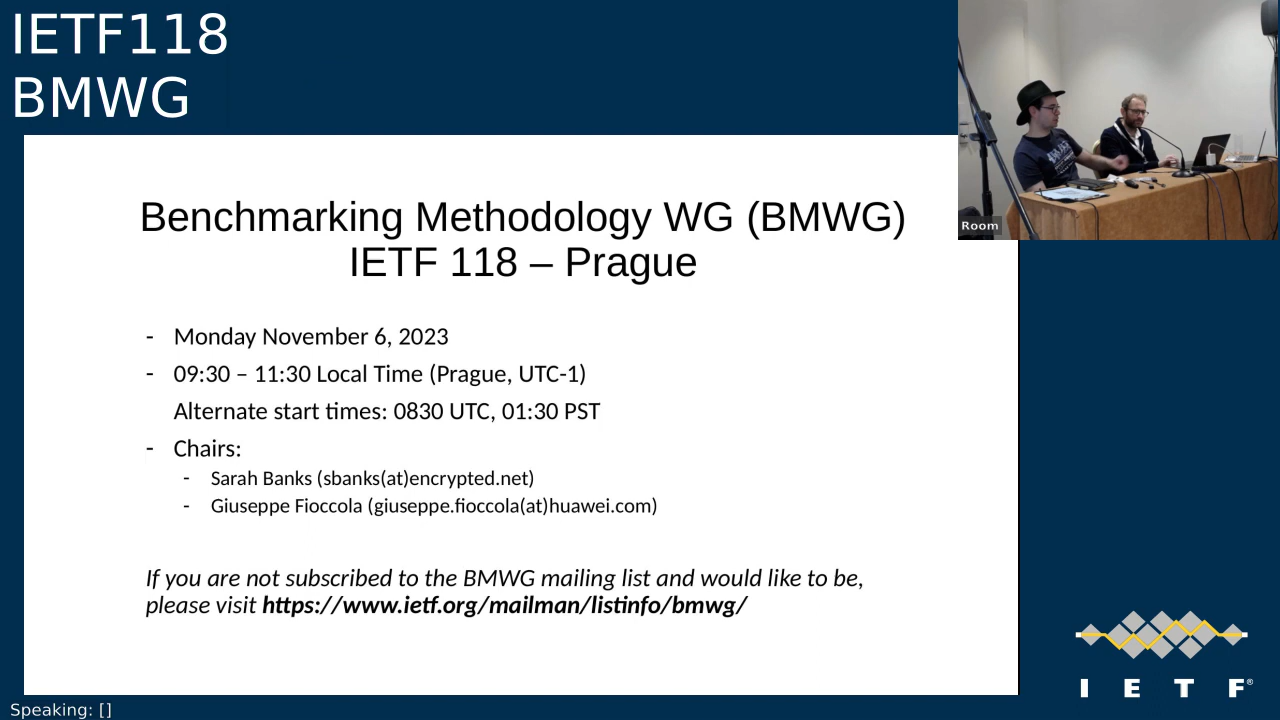 IETF118
BMWG
Benchmarking Methodology WG (BMWG)
IETF 118 – Prague
- Monday November 6, 2023
- 09:30 – 11:30 Local Time (Prague, UTC-1)
Alternate start times: 0830 UTC, 01:30 PST
- Chairs:
- Sarah Banks (sbanks(at)encrypted.net)
- Giuseppe Fioccola (giuseppe.fioccola(at)huawei.com)
If you are not subscribed to the BMWG mailing list and would like to be,
please visit https://www.ietf.org/mailman/listinfo/bmwg/
Room
I E T F®
Speaking: []